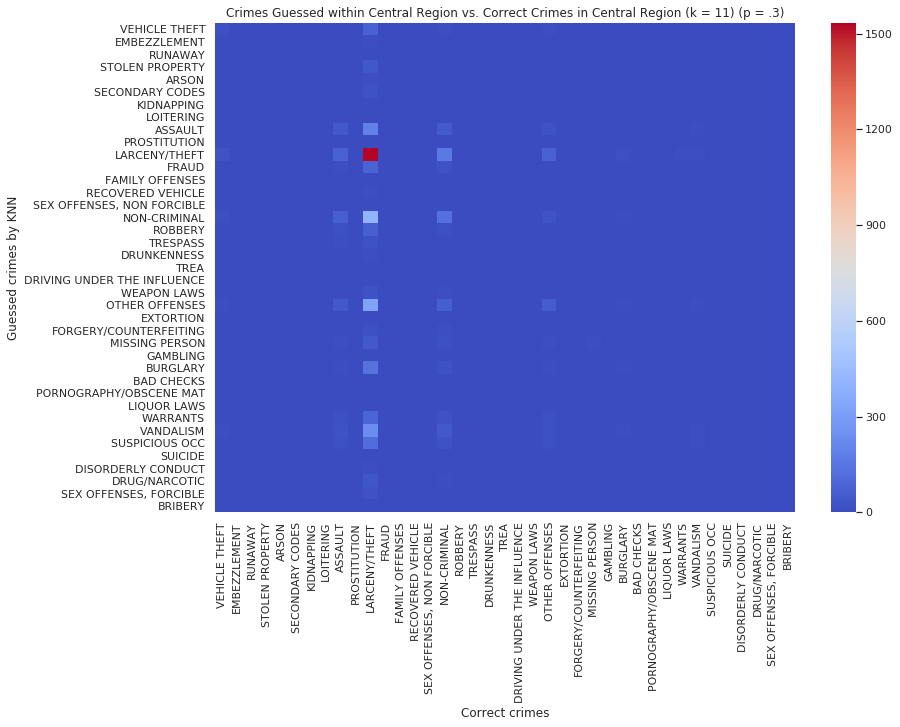 Crimes Guessed within Central Region vs. Correct Crimes in Central Region (k = 11) (p = .3)
Guessed crimes by KNN
VEHICLE THEFT
EMBEZZLEMENT
RUNAWAY
STOLEN PROPERTY
ARSON
SECONDARY CODES
KIDNAPPING
LOITERING
ASSAULT
PROSTITUTION
LARCENY/THEFT
FRAUD
FAMILY OFFENSES
RECOVERED VEHICLE
SEX OFFENSES, NON FORCIBLE
NON-CRIMINAL
ROBBERY
TRESPASS
DRUNKENNESS
TREA
DRIVING UNDER THE INFLUENCE
WEAPON LAWS
OTHER OFFENSES
EXTORTION
FORGERY/COUNTERFEITING
MISSING PERSON
GAMBLING
BURGLARY
BAD CHECKS
PORNOGRAPHY/OBSCENE MAT
LIQUOR LAWS
WARRANTS
VANDALISM
SUSPICIOUS OCC
SUICIDE
DISORDERLY CONDUCT
DRUG/NARCOTIC
SEX OFFENSES, FORCIBLE
BRIBERY
VEHICLE THEFT
EMBEZZLEMENT
RUNAWAY
STOLEN PROPERTY
ARSON
SECONDARY CODES
KIDNAPPING
LOITERING
ASSAULT
PROSTITUTION
LARCENY/THEFT
FRAUD
FAMILY OFFENSES
RECOVERED VEHICLE
SEX OFFENSES, NON FORCIBLE
NON-CRIMINAL
ROBBERY
TRESPASS
DRUNKENNESS
TREA
DRIVING UNDER THE INFLUENCE
WEAPON LAWS
OTHER OFFENSES
EXTORTION
FORGERY/COUNTERFEITING
MISSING PERSON
GAMBLING
BURGLARY
BAD CHECKS
PORNOGRAPHY/OBSCENE MAT
LIQUOR LAWS
WARRANTS
VANDALISM
SUSPICIOUS OCC
SUICIDE
DISORDERLY CONDUCT
DRUG/NARCOTIC
SEX OFFENSES, FORCIBLE
BRIBERY
Correct crimes
1500
1200
900
600
300
0